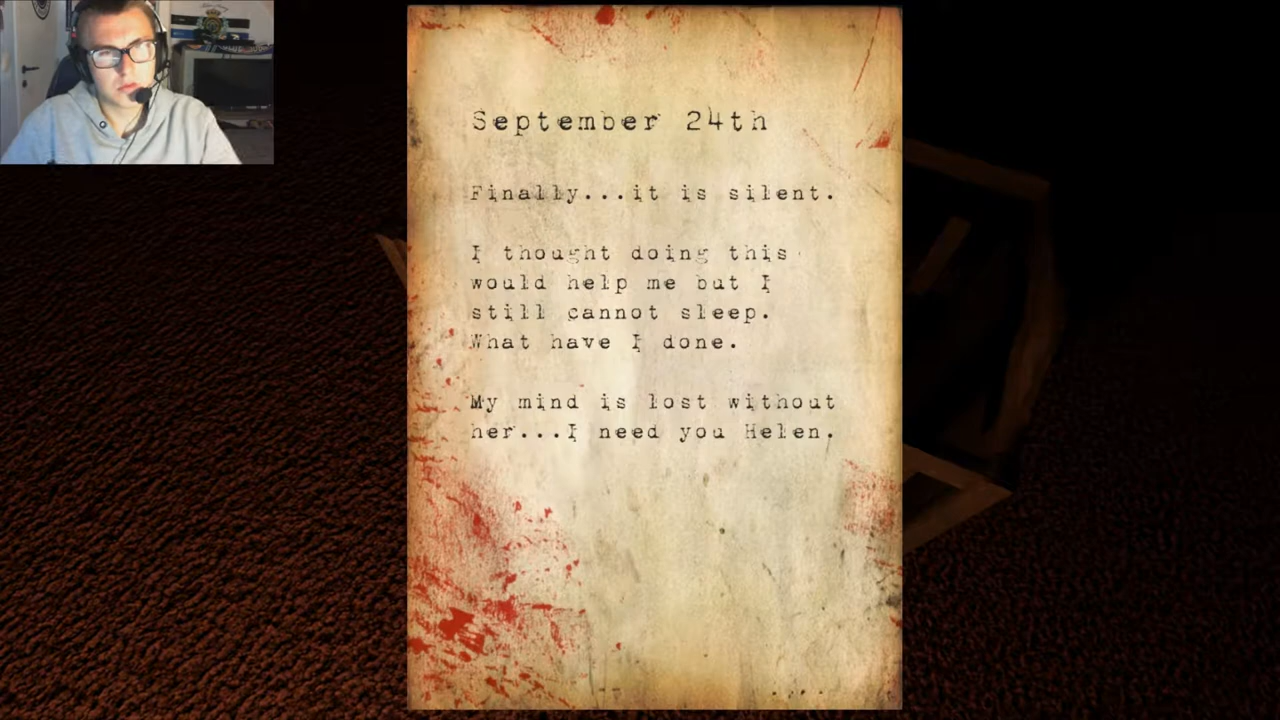 September 24th
Finally...it is silent.
I thought doing this
would help me but I
still cannot sleep.
What have I done.
My mind is lost without
her...I need you Helen.